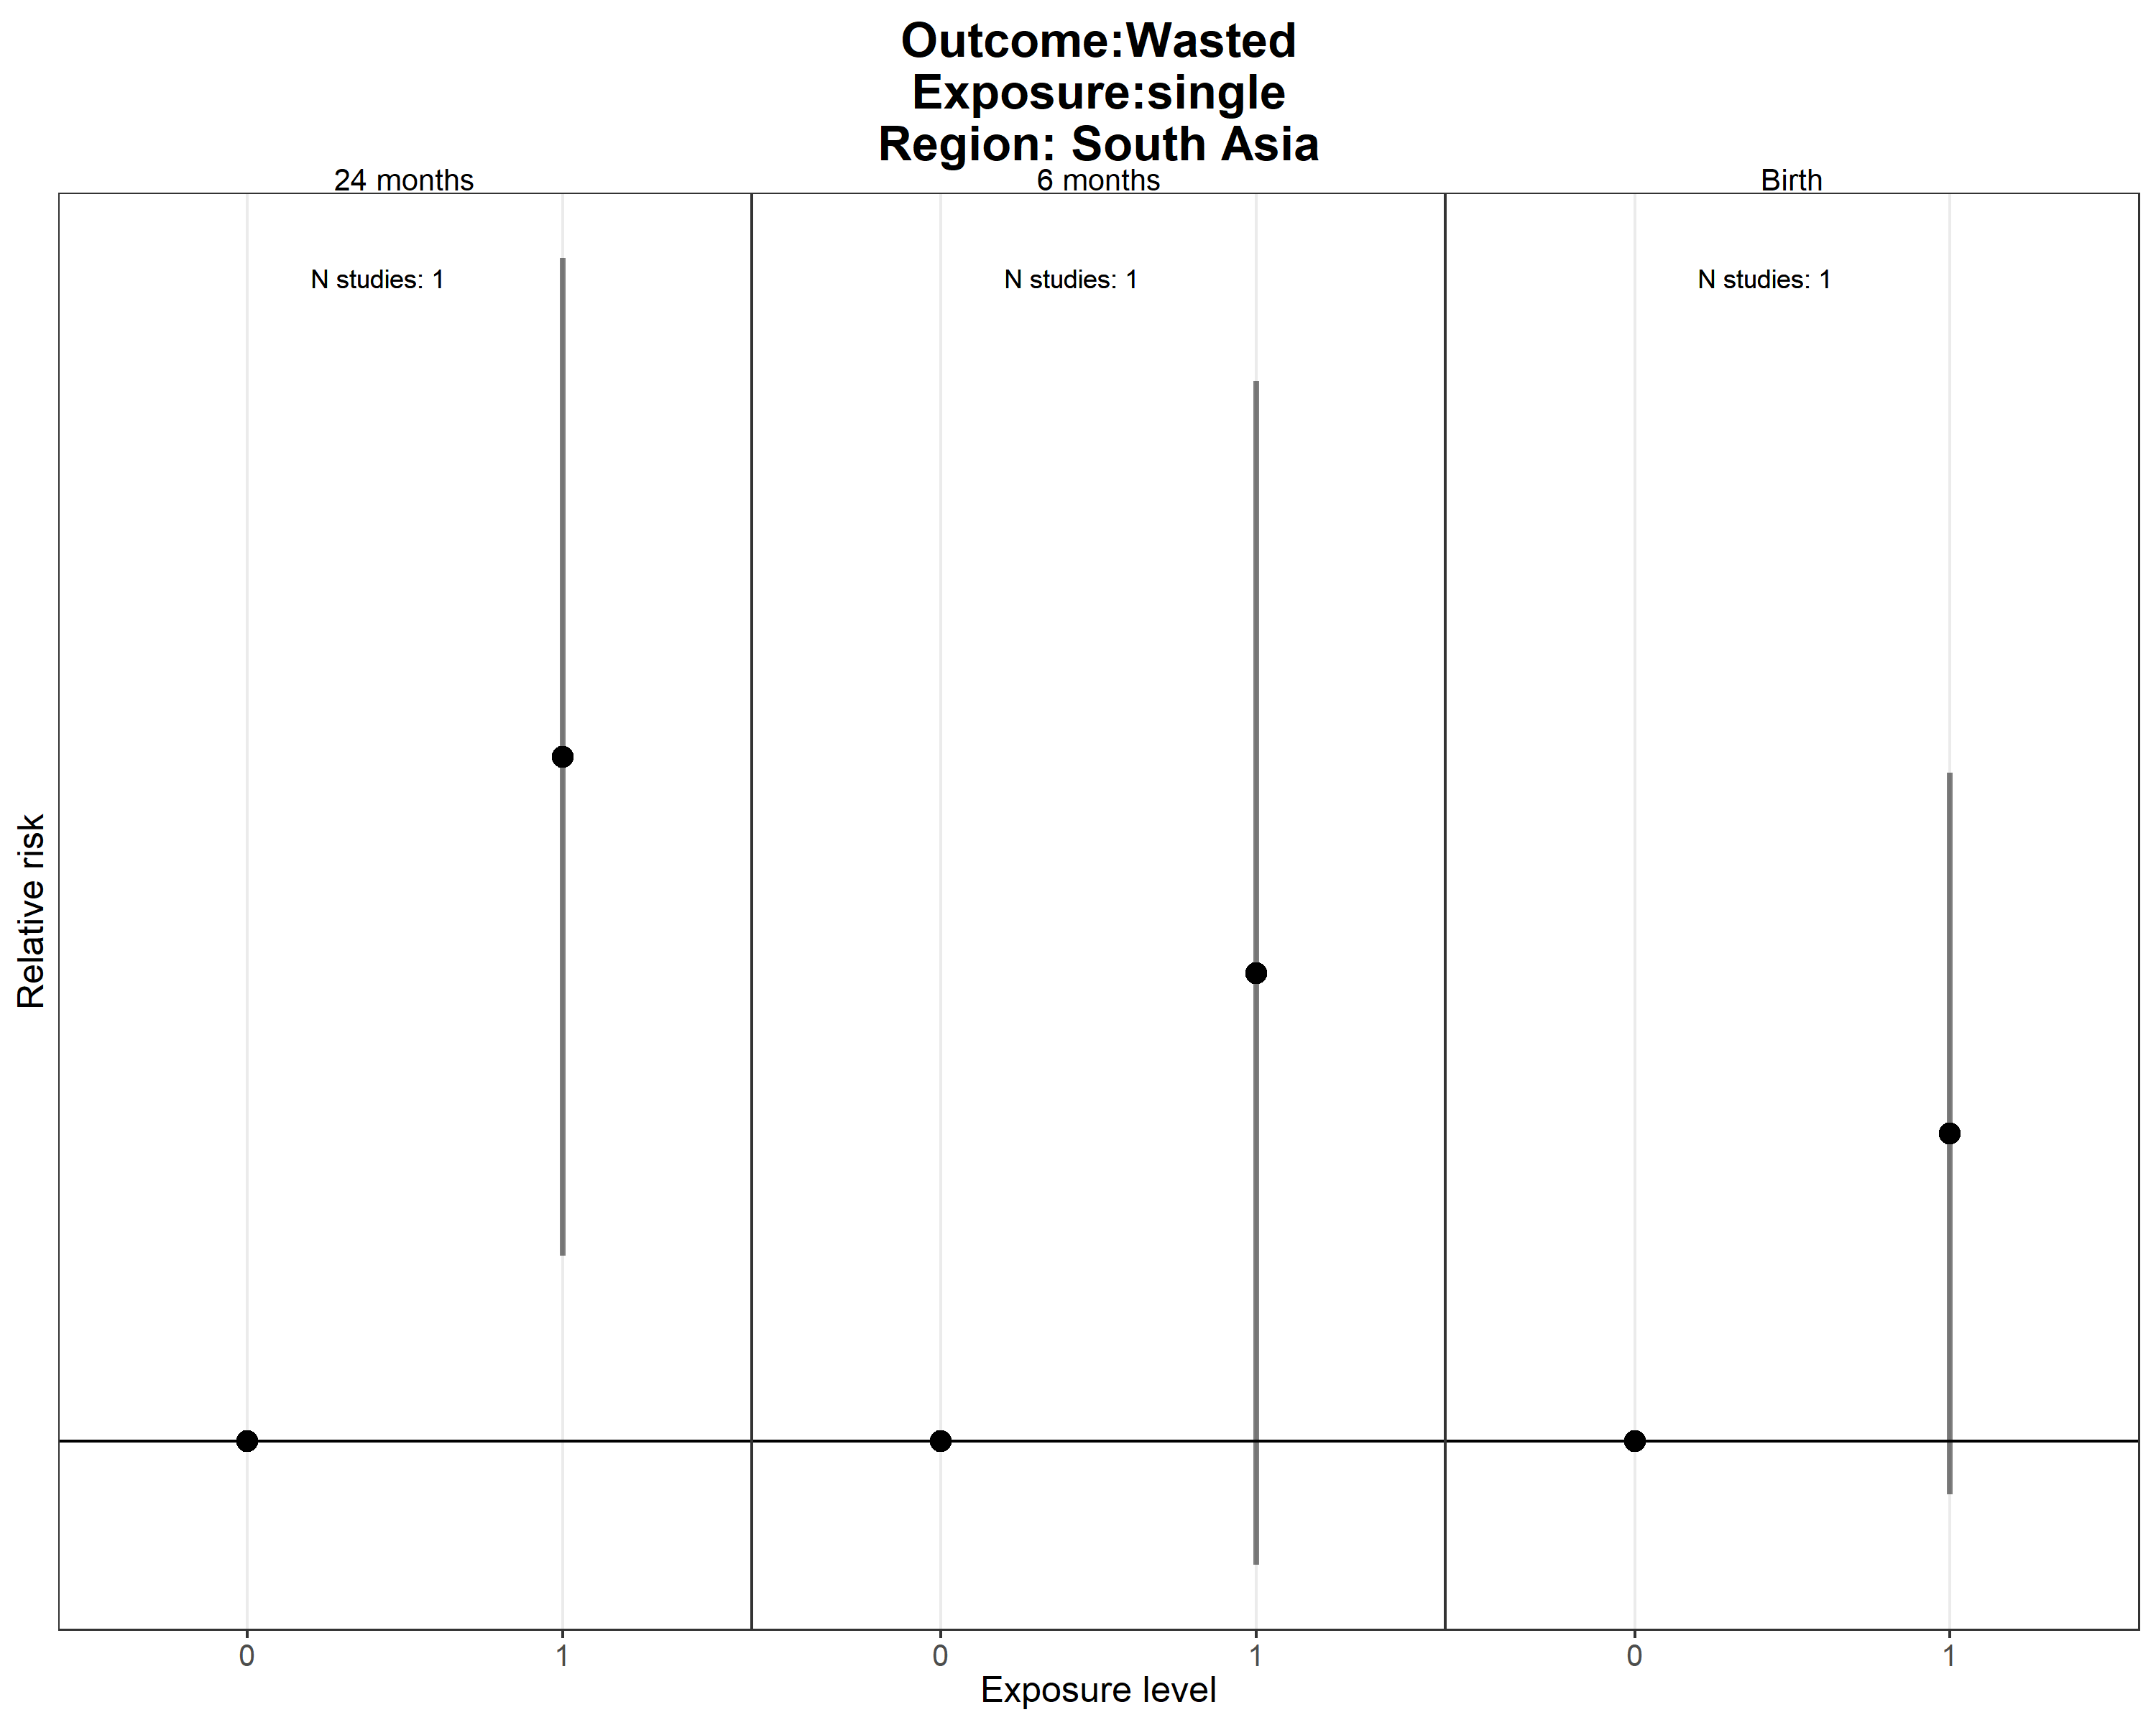 Outcome:Wasted
Exposure:single
Region: South Asia
24 months
6 months
Birth
N studies: 1
N studies: 1
N studies: 1
Relative risk
0
1
0
1
0
1
Exposure level